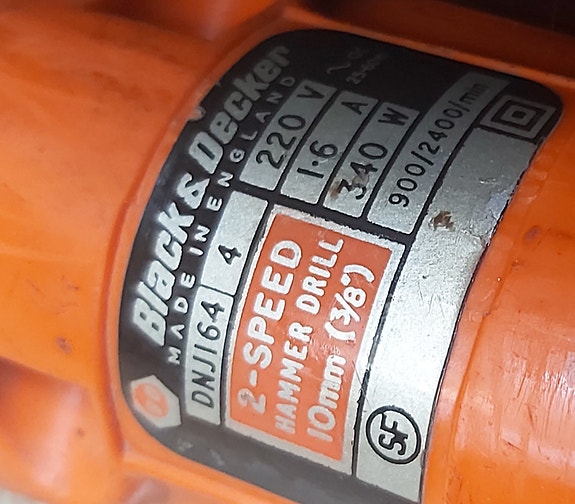 Black & Decker
MADE IN ENGLAND
DNJ164 4
220 V
1·6 A
340 W
900/2400/min
2-SPEED
HAMMER DRILL
10mm (3/8")
SF